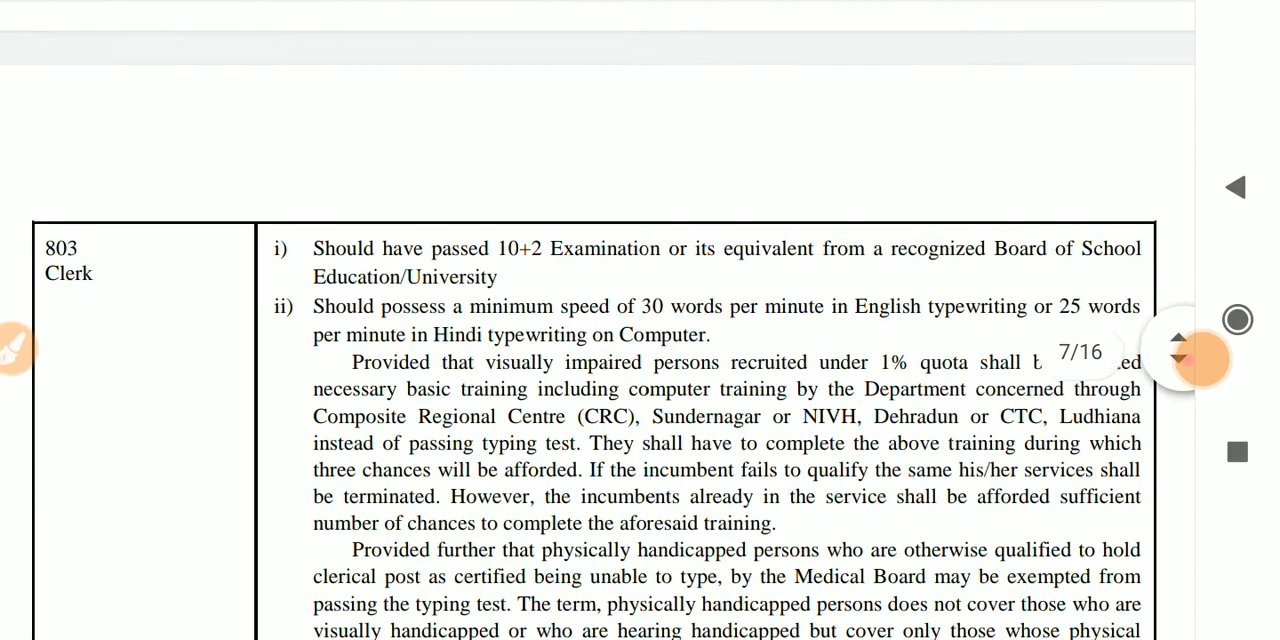 803
Clerk
i) Should have passed 10+2 Examination or its equivalent from a recognized Board of School
Education/University
ii) Should possess a minimum speed of 30 words per minute in English typewriting or 25 words
per minute in Hindi typewriting on Computer.
Provided that visually impaired persons recruited under 1% quota shall
7/16
necessary basic training including computer training by the Department concerned through
Composite Regional Centre (CRC), Sundernagar or NIVH, Dehradun or CTC, Ludhiana
instead of passing typing test. They shall have to complete the above training during which
three chances will be afforded. If the incumbent fails to qualify the same his/her services shall
be terminated. However, the incumbents already in the service shall be afforded sufficient
number of chances to complete the aforesaid training.
Provided further that physically handicapped persons who are otherwise qualified to hold
clerical post as certified being unable to type, by the Medical Board may be exempted from
passing the typing test. The term, physically handicapped persons does not cover those who are
visually handicapped or who are hearing handicapped but cover only those whose physical